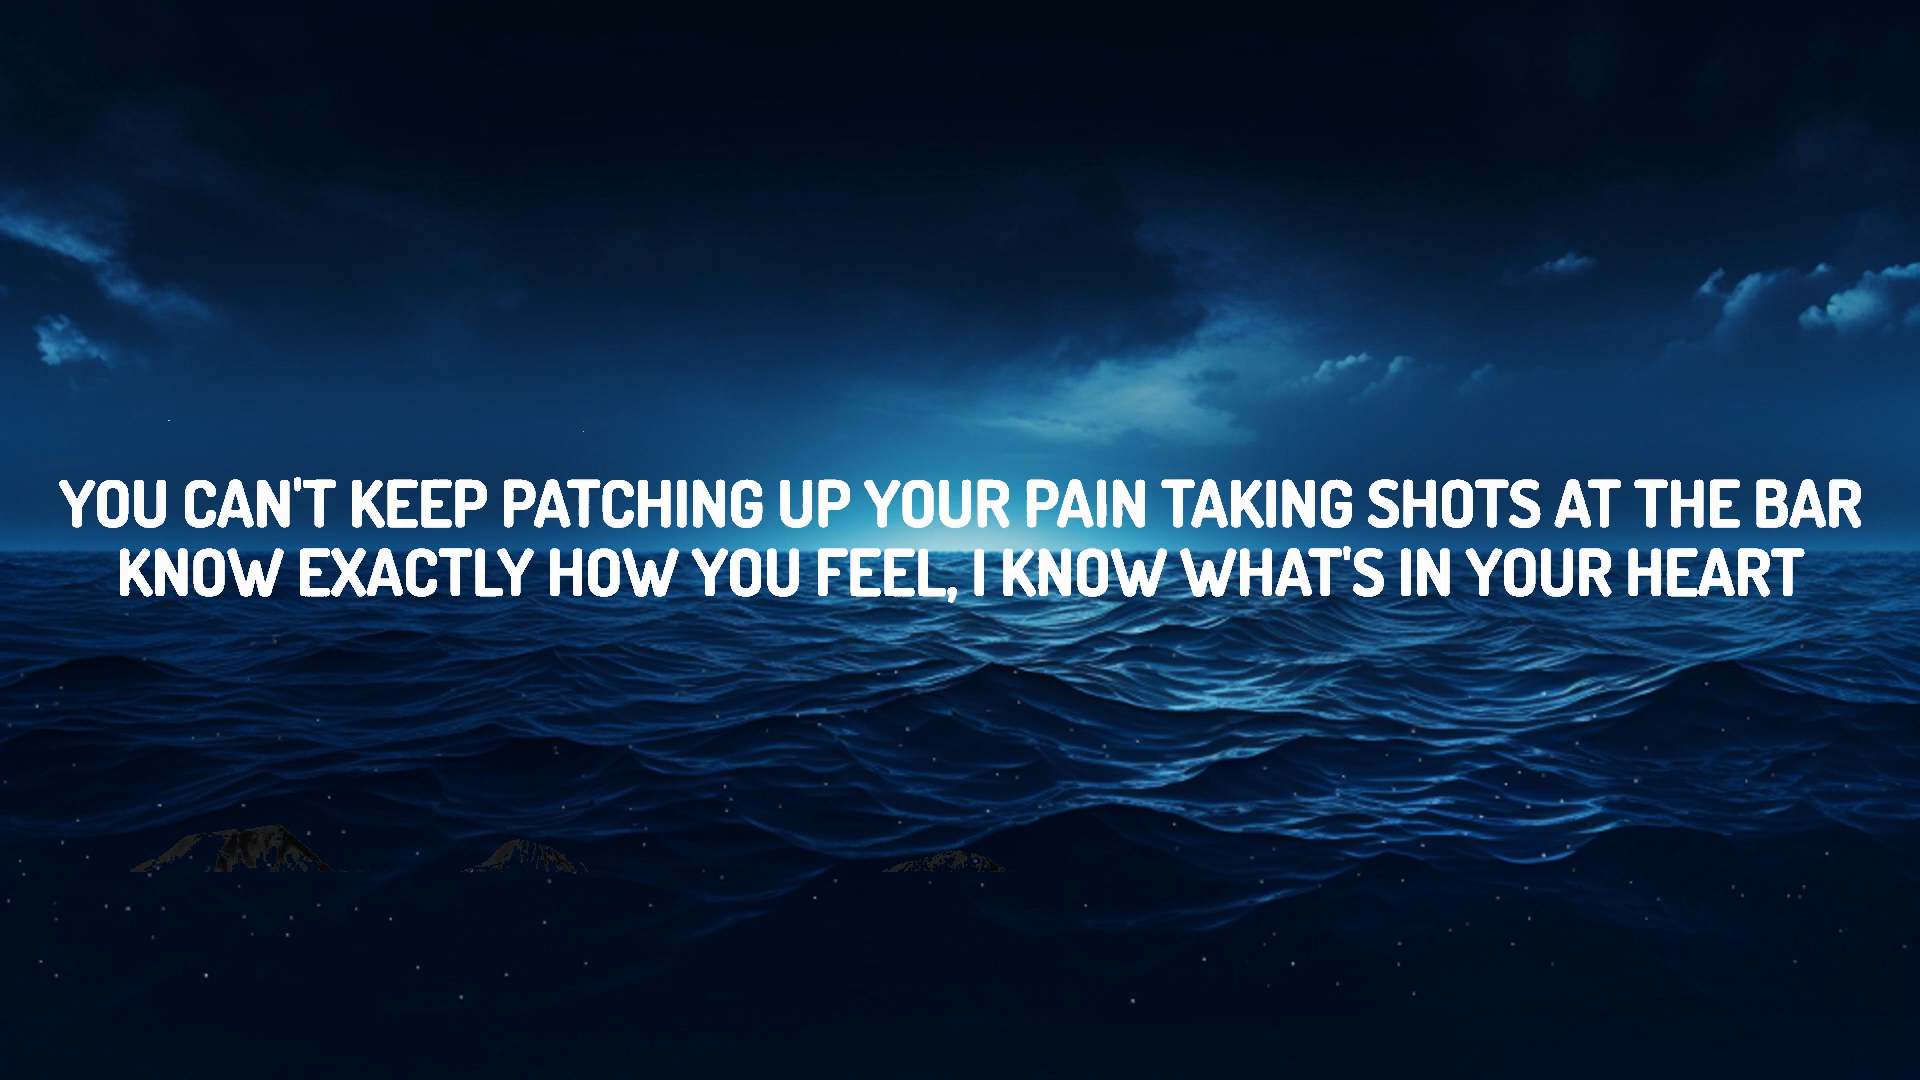 YOU CAN'T KEEP PATCHING UP YOUR PAIN TAKING SHOTS AT THE BAR
KNOW EXACTLY HOW YOU FEEL, I KNOW WHAT'S IN YOUR HEART